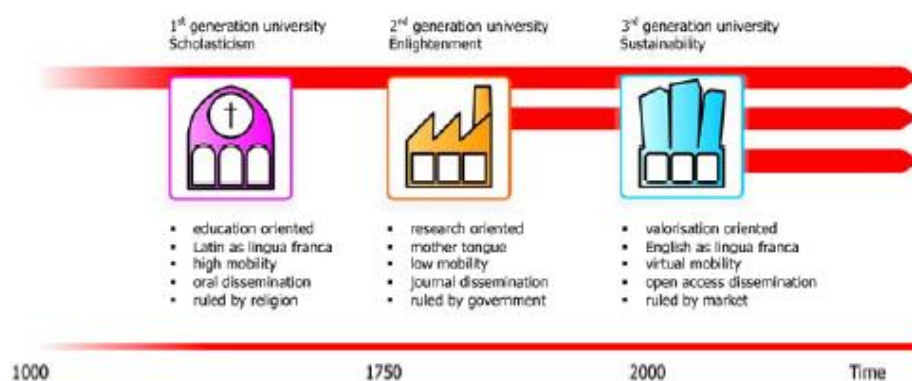 1st generation university
Scholasticism
2nd generation university
Enlightenment
3rd generation university
Sustainability
▪ education oriented
▪ Latin as lingua franca
▪ high mobility
▪ oral dissemination
▪ ruled by religion
▪ research oriented
▪ mother tongue
▪ low mobility
▪ journal dissemination
▪ ruled by government
▪ valorisation oriented
▪ English as lingua franca
▪ virtual mobility
▪ open access dissemination
▪ ruled by market
1000
1750
2000
Time